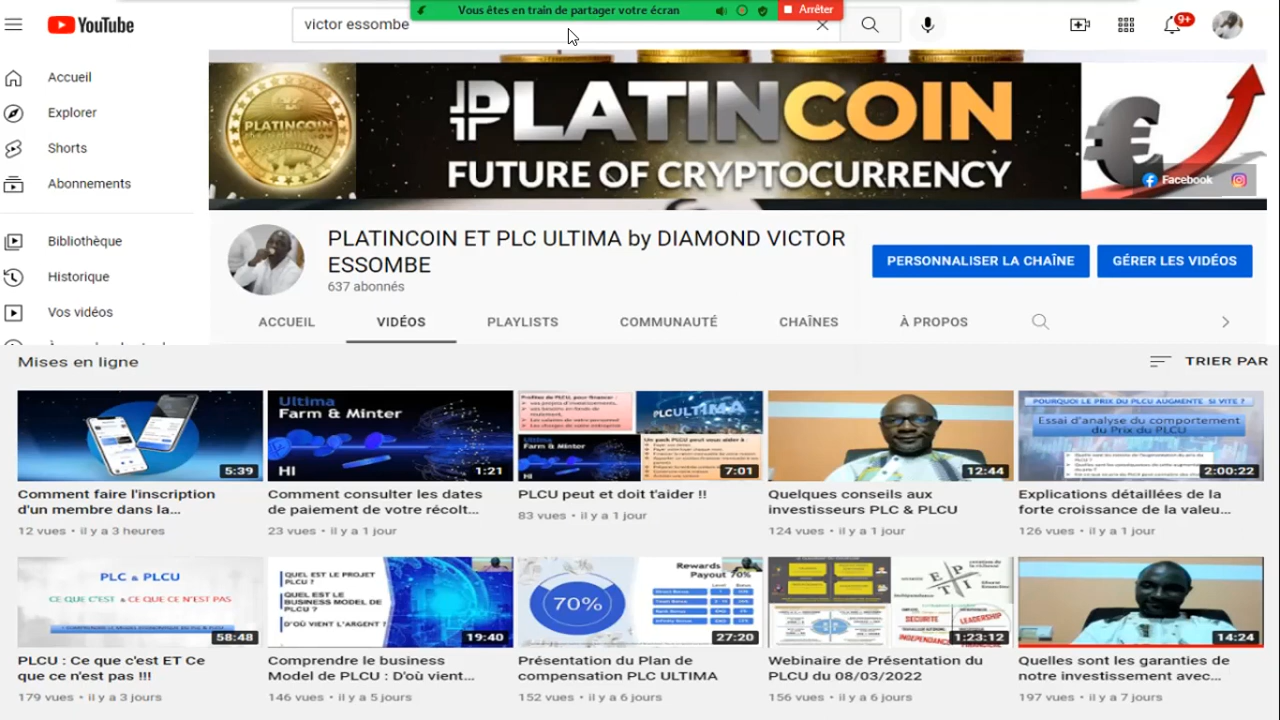 YouTube
Vous êtes en train de partager votre écran
Arrêter
victor essombe
9+
Accueil
Explorer
Shorts
Abonnements
Bibliothèque
Historique
Vos vidéos
PLATINCOIN
PLATINCOIN
FUTURE OF CRYPTOCURRENCY
Facebook
PLATINCOIN ET PLC ULTIMA by DIAMOND VICTOR
ESSOMBE
637 abonnés
PERSONNALISER LA CHAÎNE
GÉRER LES VIDÉOS
ACCUEIL
VIDÉOS
PLAYLISTS
COMMUNAUTÉ
CHAÎNES
À PROPOS
Mises en ligne
TRIER PAR
5:39
Comment faire l'inscription
d'un membre dans la...
12 vues • il y a 3 heures
Ultima
Farm & Minter
HI
1:21
Comment consulter les dates
de paiement de votre récolt...
23 vues • il y a 1 jour
PLCULTIMA
Ultima
Farm & Minter
7:01
PLCU peut et doit t'aider !!
83 vues • il y a 1 jour
12:44
Quelques conseils aux
investisseurs PLC & PLCU
124 vues • il y a 1 jour
POURQUOI LE PRIX DU PLCU AUGMENTE SI VITE ?
Essai d'analyse du comportement
du Prix du PLCU
2:00:22
Explications détaillées de la
forte croissance de la valeu...
126 vues • il y a 1 jour
PLC & PLCU
CE QUE C'EST & CE QUE CE N'EST PAS
58:48
PLCU : Ce que c'est ET Ce
que ce n'est pas !!!
179 vues • il y a 3 jours
QUEL EST LE PROJET
PLCU ?
QUEL EST LE
BUSINESS MODEL DE
PLCU ?
D'OÙ VIENT L'ARGENT ?
19:40
Comprendre le business
Model de PLCU : D'où vient...
146 vues • il y a 5 jours
Rewards
Payout 70%
70%
27:20
Présentation du Plan de
compensation PLC ULTIMA
152 vues • il y a 6 jours
E
P
T
I
SECURITE
LEADERSHIP
1:23:12
Webinaire de Présentation du
PLCU du 08/03/2022
156 vues • il y a 6 jours
14:24
Quelles sont les garanties de
notre investissement avec...
197 vues • il y a 7 jours